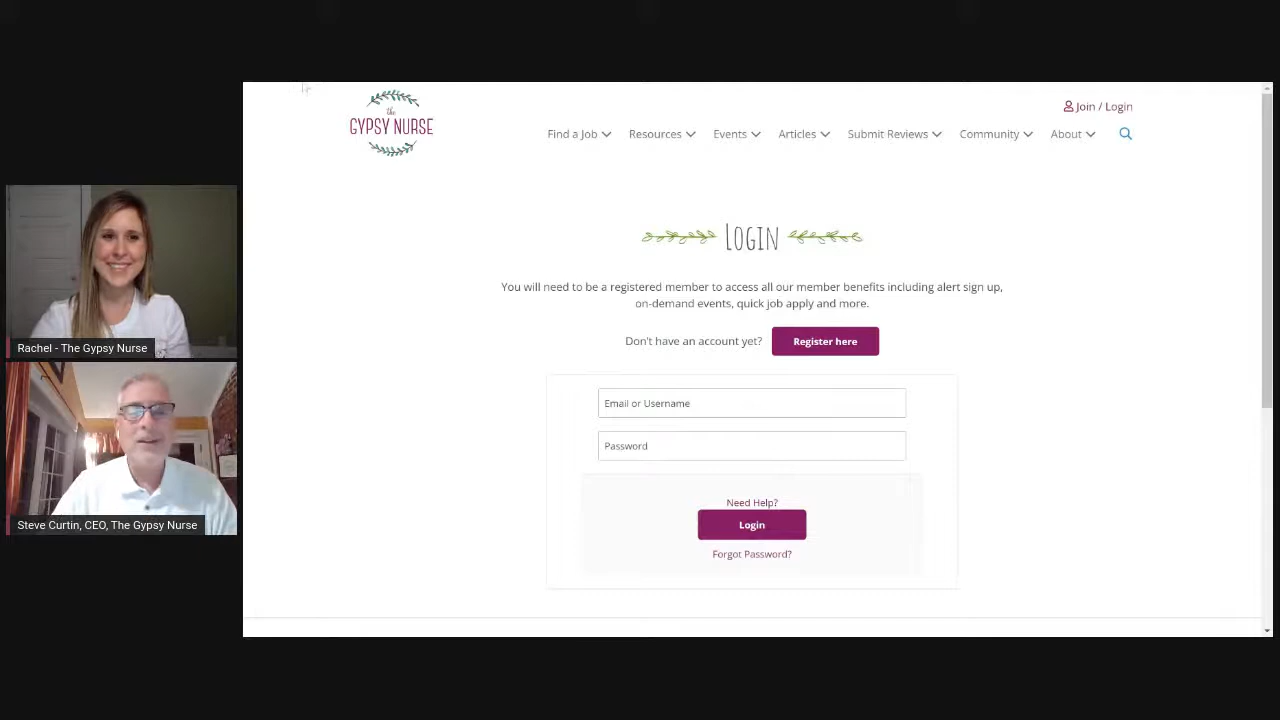 the
GYPSY NURSE
Join / Login
Find a Job
Resources
Events
Articles
Submit Reviews
Community
About
LOGIN
You will need to be a registered member to access all our member benefits including alert sign up,
on-demand events, quick job apply and more.
Don't have an account yet?
Register here
Email or Username
Password
Need Help?
Login
Forgot Password?
Rachel - The Gypsy Nurse
Steve Curtin, CEO, The Gypsy Nurse